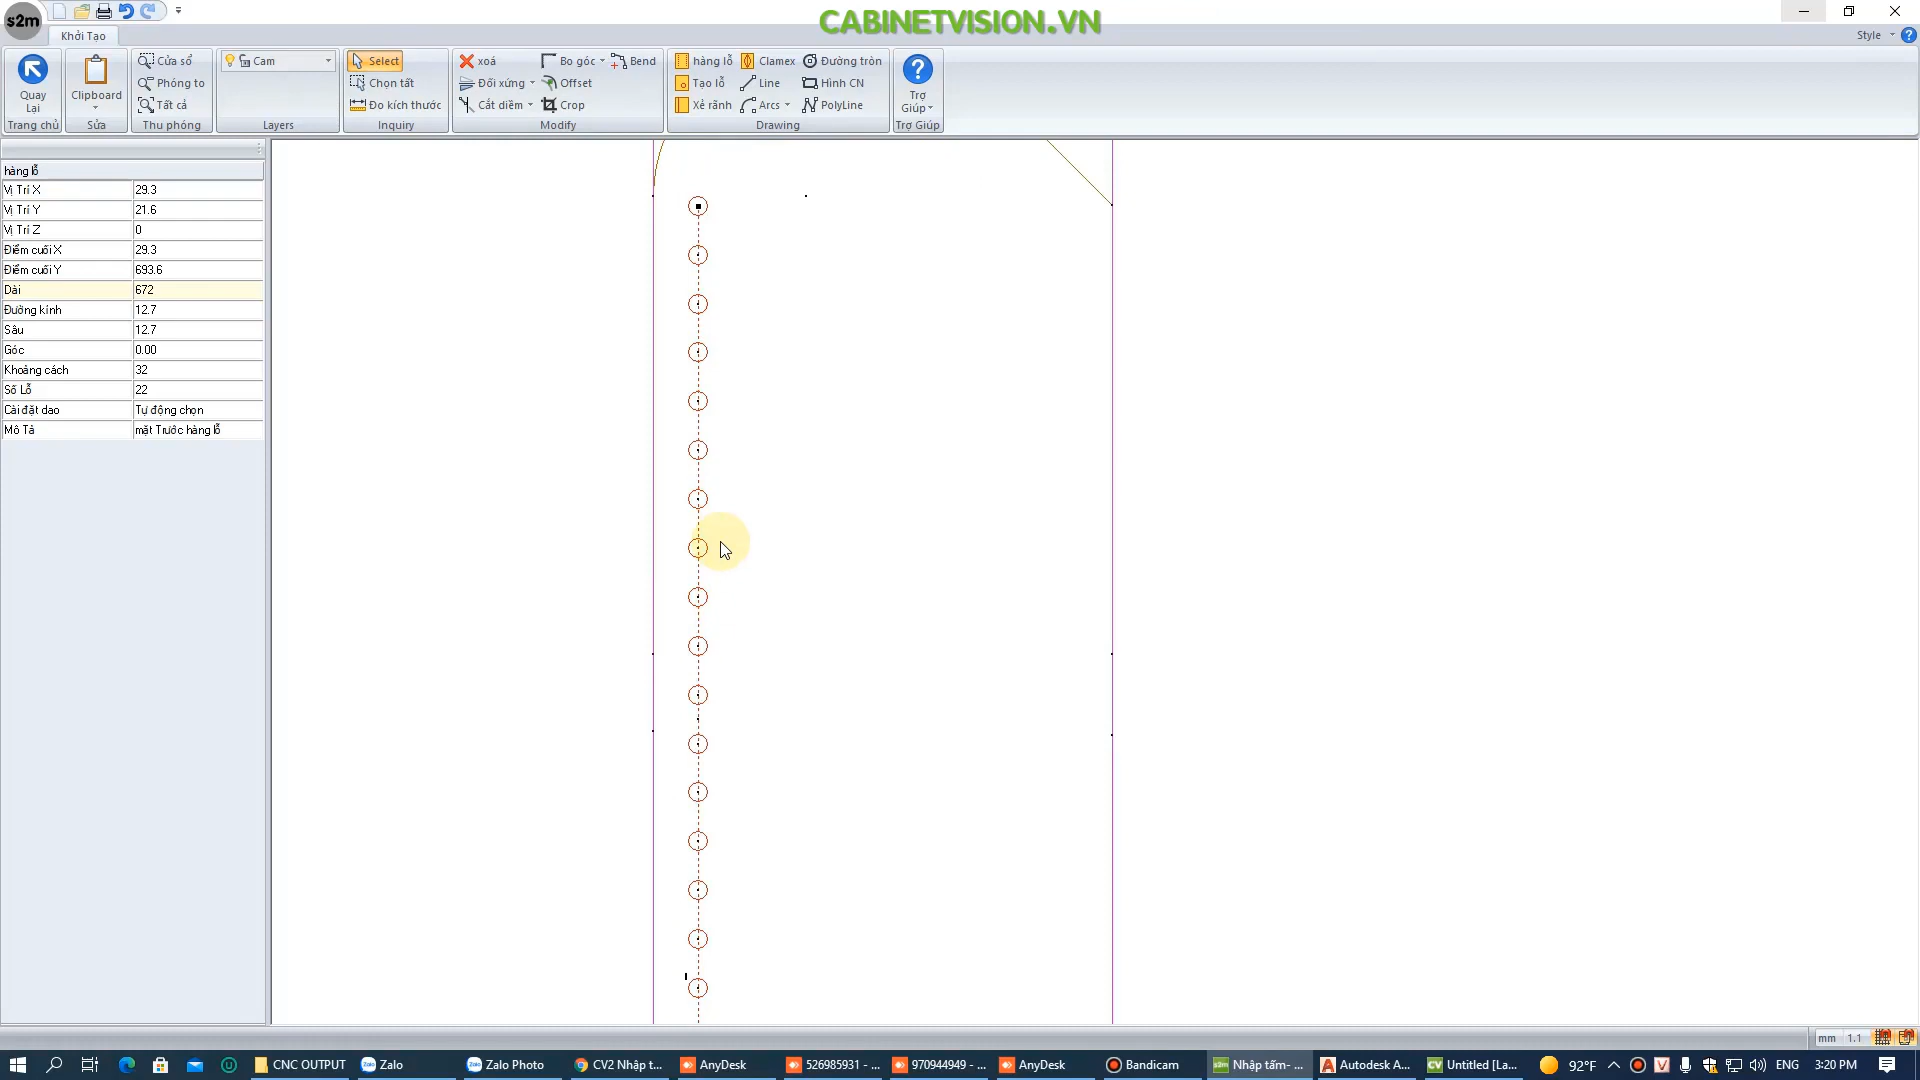 s2m
CABINETVISION.VN
Khởi Tạo
Style
Quay Lại
Trang chủ
Clipboard
Sửa
Cửa sổ
Phóng to
Tất cả
Thu phóng
Cam
Layers
Select
Chọn tất
Đo kích thước
Inquiry
xoá
Đối xứng
Cắt diềm
Bo góc
Offset
Crop
Bend
Modify
hàng lỗ
Tạo lỗ
Xẻ rãnh
Clamex
Line
Arcs
Đường tròn
Hình CN
PolyLine
Drawing
Trợ Giúp
Trợ Giúp
hàng lỗ
Vị Trí X 29.3
Vị Trí Y 21.6
Vị Trí Z 0
Điểm cuối X 29.3
Điểm cuối Y 693.6
Dài 672
Đường kính 12.7
Sâu 12.7
Góc 0.00
Khoảng cách 32
Số Lỗ 22
Cài đặt dao Tự động chọn
Mô Tả mặt Trước hàng lỗ
mm 1.1
CNC OUTPUT
Zalo
Zalo Photo
CV2 Nhập t...
AnyDesk
526985931 - ...
970944949 - ...
AnyDesk
Bandicam
s2m Nhập tấm- ...
Autodesk A...
CV Untitled [La...
92°F
ENG
3:20 PM